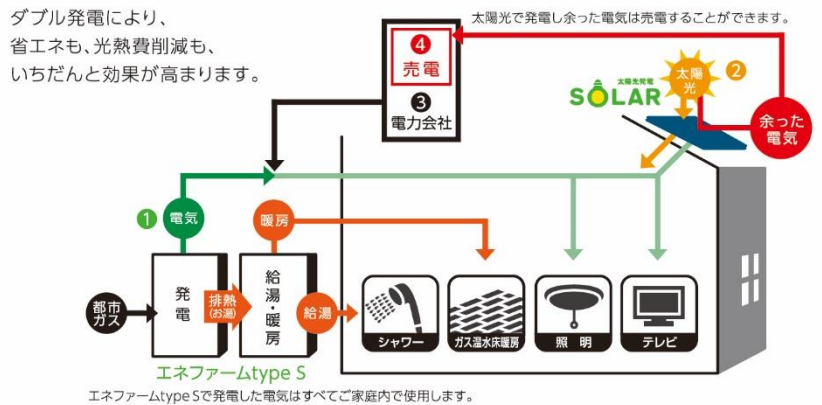 ダブル発電により、
省エネも、光熱費削減も、
いちだんと効果が高まります。
太陽光で発電し余った電気は売電することができます。
4
売電
3
電力会社
太陽光発電
SOLAR
太陽
光
2
余った
電気
1
電気
暖房
都市
ガス
発電
排熱
(お湯)
給湯・暖房
給湯
シャワー
ガス温水床暖房
照 明
テレビ
エネファームtype S
エネファームtype Sで発電した電気はすべてご家庭内で使用します。